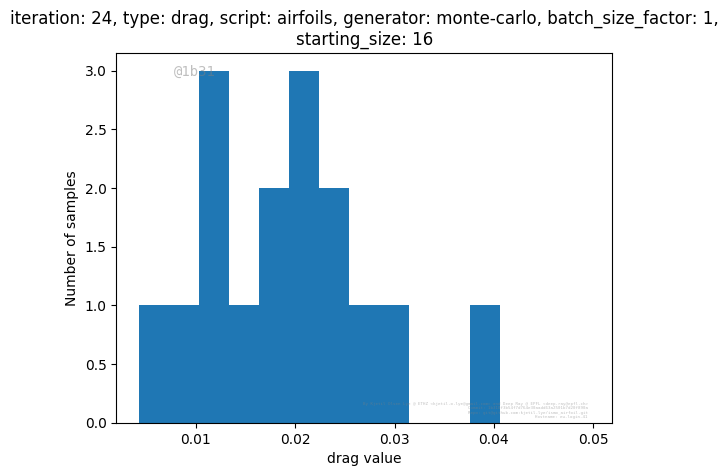 iteration: 24, type: drag, script: airfoils, generator: monte-carlo, batch_size_factor: 1,
starting_size: 16
@1b31
3.0
2.5
2.0
1.5
1.0
0.5
0.0
Number of samples
0.01
0.02
0.03
0.04
0.05
drag value